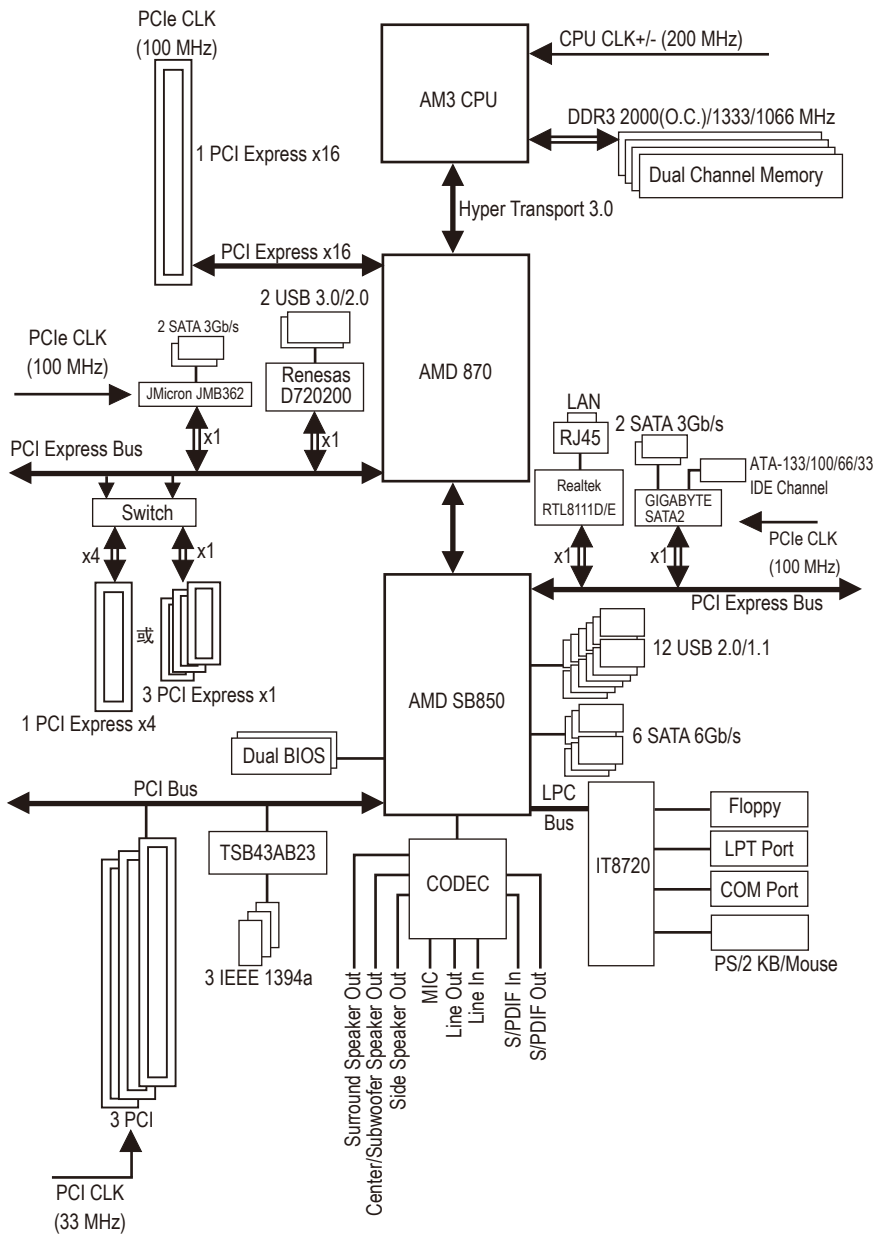 PCIe CLK
(100 MHz)
1 PCI Express x16
AM3 CPU
CPU CLK+/- (200 MHz)
DDR3 2000(O.C.)/1333/1066 MHz
Dual Channel Memory
Hyper Transport 3.0
PCI Express x16
AMD 870
2 USB 3.0/2.0
Renesas
D720200
x1
2 SATA 3Gb/s
JMicron JMB362
x1
PCIe CLK
(100 MHz)
PCI Express Bus
Switch
x4
x1
或
1 PCI Express x4
3 PCI Express x1
LAN
RJ45
Realtek
RTL8111D/E
x1
2 SATA 3Gb/s
ATA-133/100/66/33
IDE Channel
GIGABYTE
SATA2
x1
PCIe CLK
(100 MHz)
PCI Express Bus
AMD SB850
12 USB 2.0/1.1
6 SATA 6Gb/s
Dual BIOS
PCI Bus
LPC
Bus
IT8720
Floppy
LPT Port
COM Port
PS/2 KB/Mouse
TSB43AB23
3 IEEE 1394a
CODEC
Surround Speaker Out
Center/Subwoofer Speaker Out
Side Speaker Out
MIC
Line Out
Line In
S/PDIF In
S/PDIF Out
3 PCI
PCI CLK
(33 MHz)